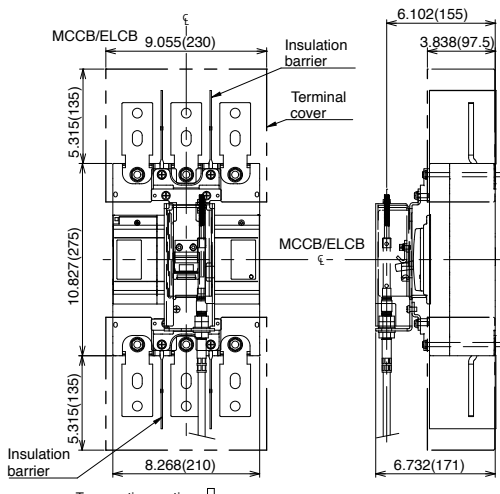 ℄
6.102(155)
MCCB/ELCB
9.055(230)
Insulation
barrier
3.838(97.5)
Terminal
cover
5.315(135)
MCCB/ELCB
℄
10.827(275)
5.315(135)
Insulation
barrier
8.268(210)
6.732(171)